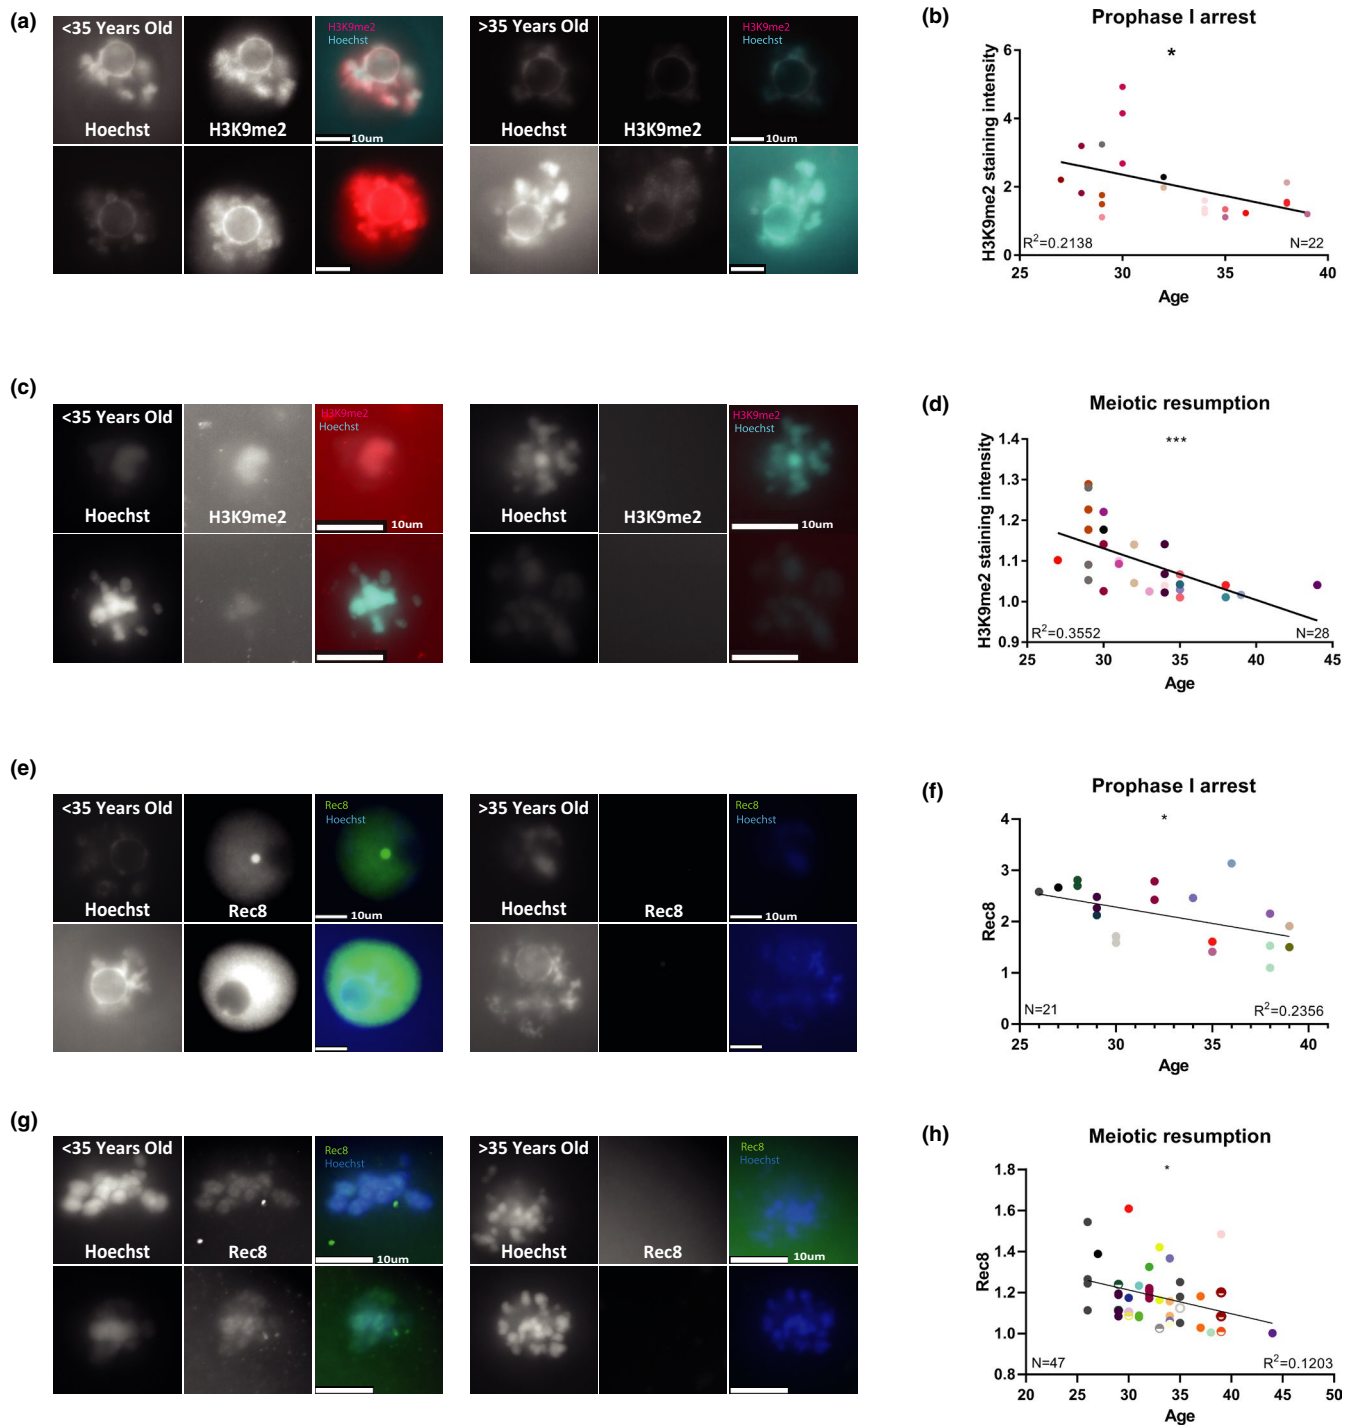 (a)
<35 Years Old
H3K9me2
Hoechst
Hoechst
H3K9me2
10um
>35 Years Old
H3K9me2
Hoechst
Hoechst
H3K9me2
10um
(b)
Prophase I arrest
*
H3K9me2 staining intensity
6
4
2
0
R²=0.2138
N=22
25
30
35
40
Age
(c)
<35 Years Old
H3K9me2
Hoechst
Hoechst
H3K9me2
10um
H3K9me2
Hoechst
Hoechst
H3K9me2
10um
(d)
Meiotic resumption
***
H3K9me2 staining intensity
1.4
1.3
1.2
1.1
1.0
0.9
R²=0.3552
N=28
25
30
35
40
45
Age
(e)
<35 Years Old
Rec8
Hoechst
Hoechst
Rec8
10um
>35 Years Old
Rec8
Hoechst
Hoechst
Rec8
10um
(f)
Prophase I arrest
*
Rec8
4
3
2
1
0
N=21
R²=0.2356
25
30
35
40
Age
(g)
<35 Years Old
Rec8
Hoechst
Hoechst
Rec8
10um
>35 Years Old
Rec8
Hoechst
Hoechst
Rec8
10um
(h)
Meiotic resumption
*
Rec8
1.8
1.6
1.4
1.2
1.0
0.8
N=47
R²=0.1203
20
25
30
35
40
45
50
Age